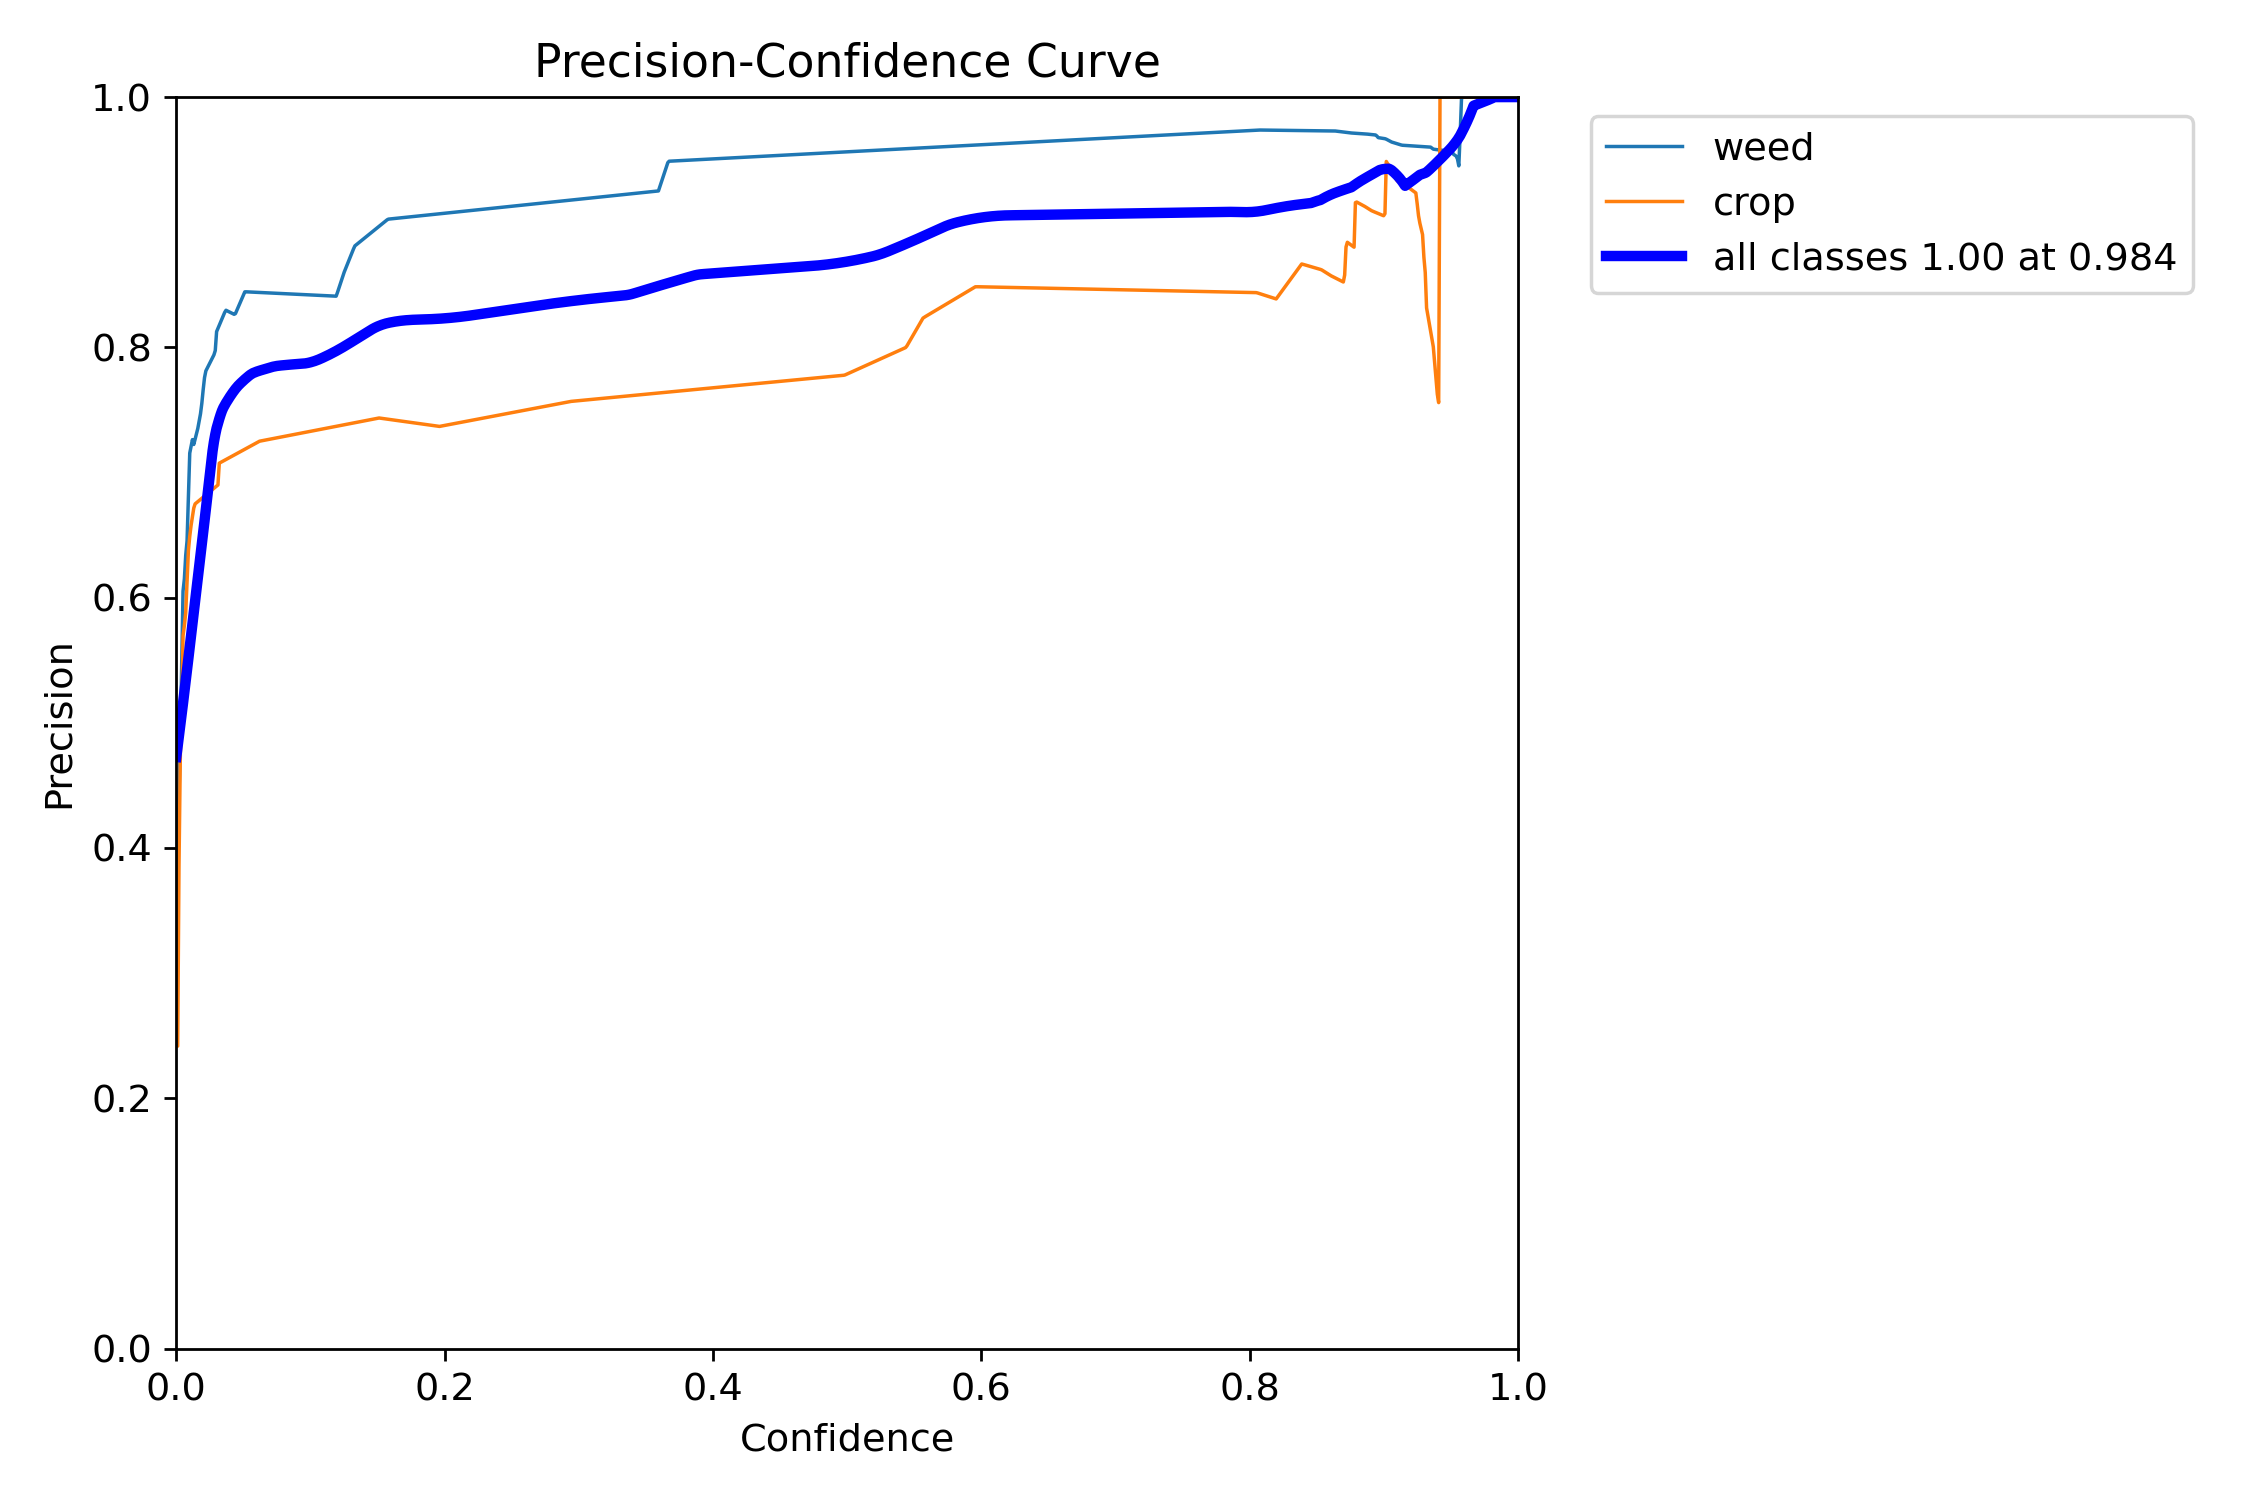 Precision-Confidence Curve
1.0
0.8
0.6
0.4
0.2
0.0
Precision
0.0 0.2 0.4 0.6 0.8 1.0
Confidence
weed
crop
all classes 1.00 at 0.984